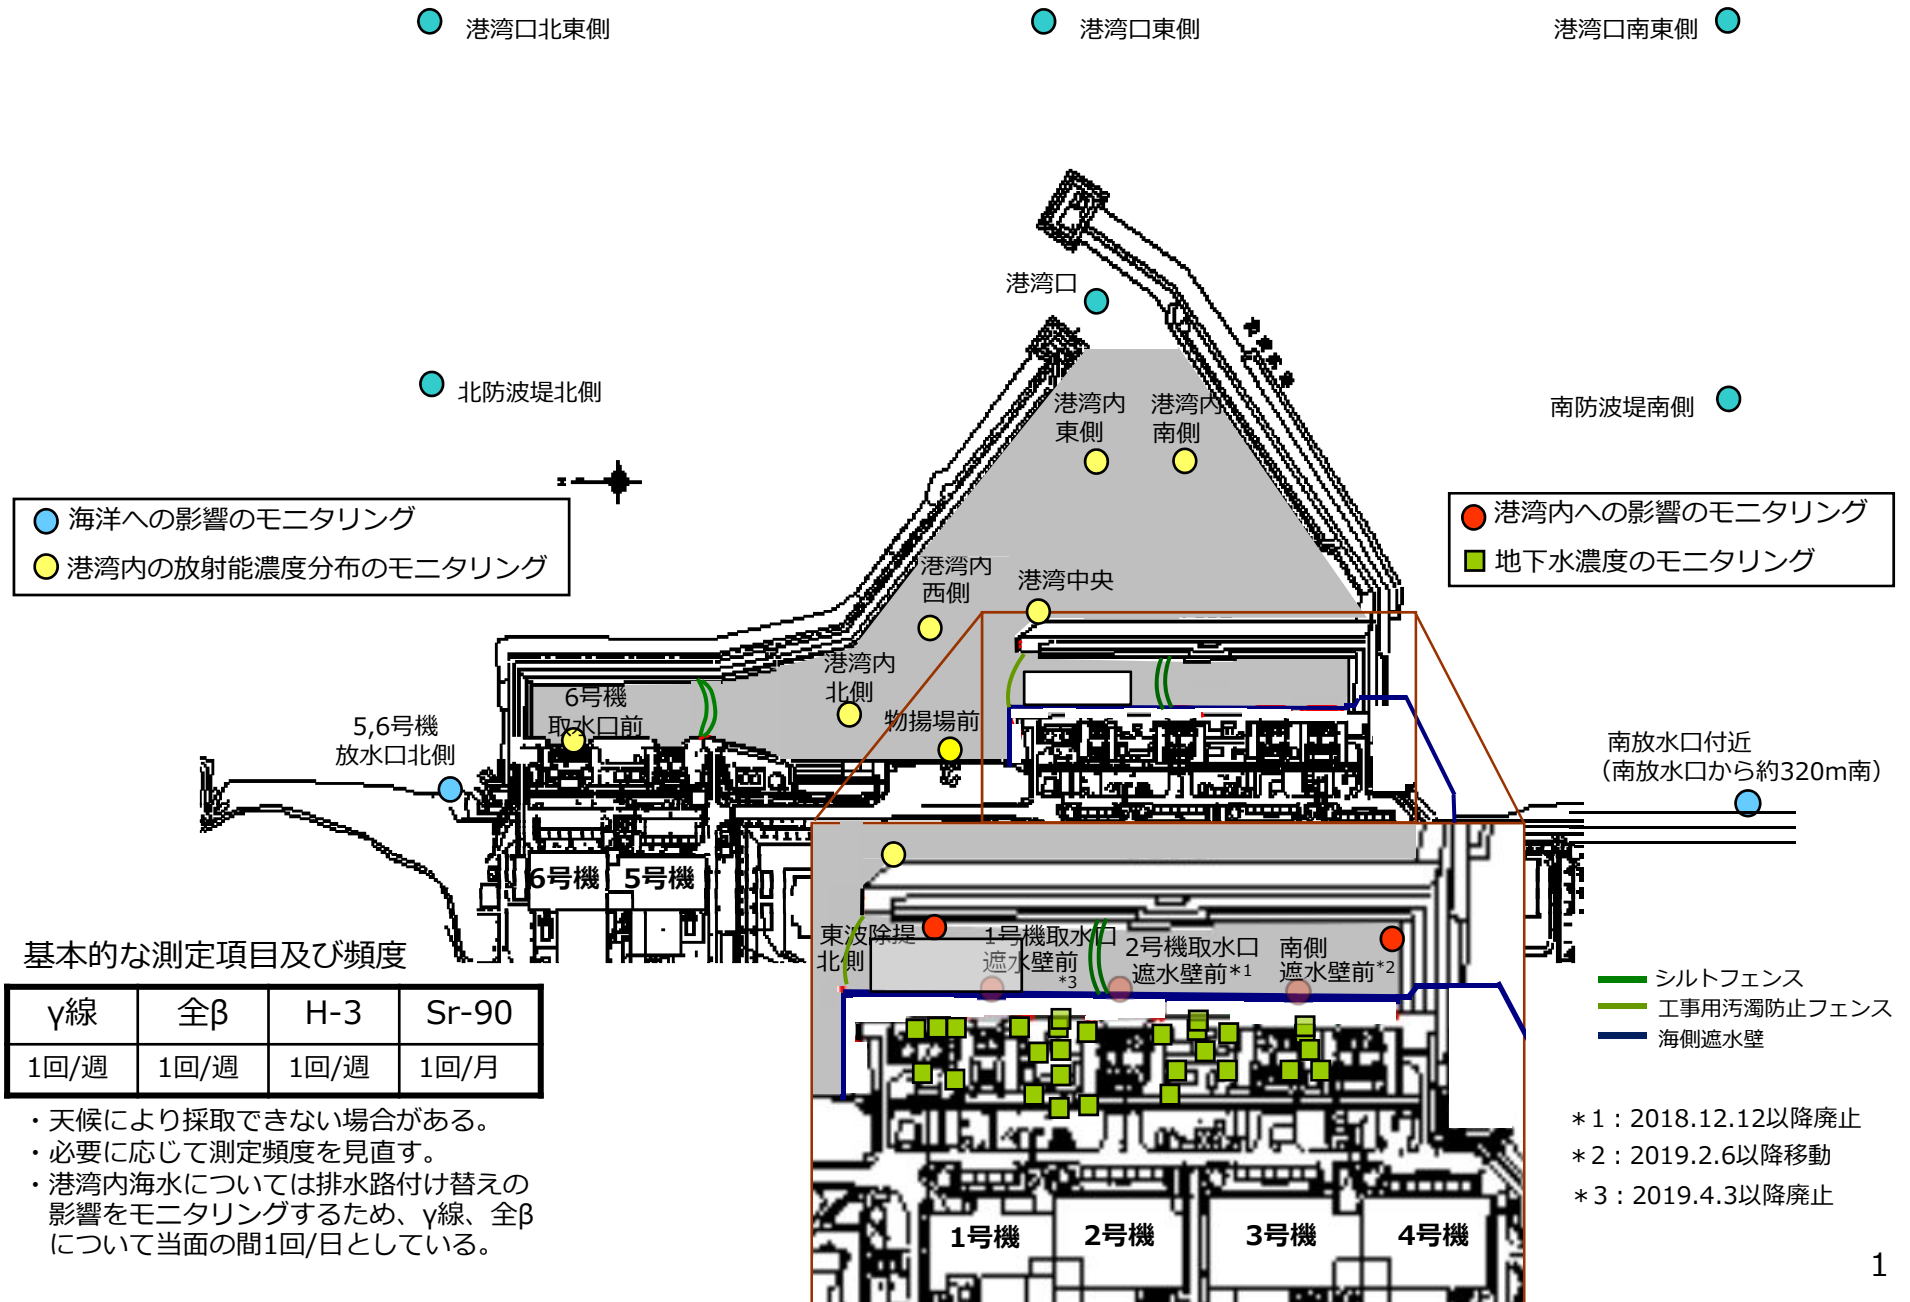 港湾口北東側
港湾口東側
港湾口南東側
港湾口
北防波堤北側
港湾内
東側
港湾内
南側
南防波堤南側
海洋への影響のモニタリング
港湾内の放射能濃度分布のモニタリング
港湾内への影響のモニタリング
地下水濃度のモニタリング
港湾内
西側
港湾中央
港湾内
北側
6号機
取水口前
物揚場前
5,6号機
放水口北側
南放水口付近
（南放水口から約320m南）
6号機
5号機
東波除堤
北側
1号機取水口
遮水壁前
*3
2号機取水口
遮水壁前*1
南側
遮水壁前*2
シルトフェンス
工事用汚濁防止フェンス
海側遮水壁
基本的な測定項目及び頻度
γ線 全β H-3 Sr-90
1回/週 1回/週 1回/週 1回/月
・天候により採取できない場合がある。
・必要に応じて測定頻度を見直す。
・港湾内海水については排水路付け替えの
影響をモニタリングするため、γ線、全β
について当面の間1回/日としている。
＊1：2018.12.12以降廃止
＊2：2019.2.6以降移動
＊3：2019.4.3以降廃止
1号機
2号機
3号機
4号機
1